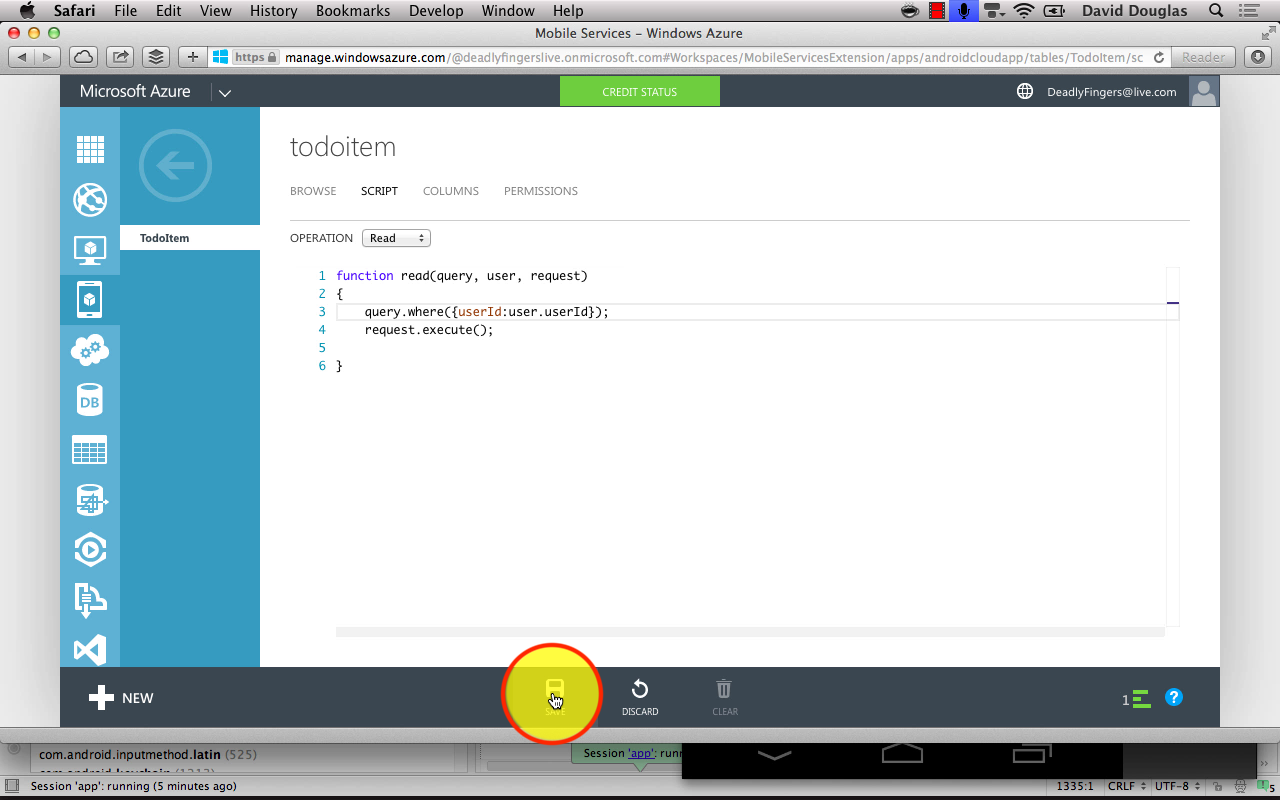 Safari File Edit View History Bookmarks Develop Window Help David Douglas
Mobile Services – Windows Azure
https manage.windowsazure.com/@deadlyfingerslive.onmicrosoft.com#Workspaces/MobileServicesExtension/apps/androidcloudapp/tables/TodoItem/sc Reader
Microsoft Azure CREDIT STATUS DeadlyFingers@live.com
todoitem
BROWSE SCRIPT COLUMNS PERMISSIONS
TodoItem
OPERATION Read
1 function read(query, user, request)
2 {
3 query.where({userId:user.userId});
4 request.execute();
5
6 }
DB
NEW SAVE DISCARD CLEAR 1 ?
com.android.inputmethod.latin (525) Session 'app': runn
Session 'app': running (5 minutes ago) 1335:1 CRLF UTF-8 5